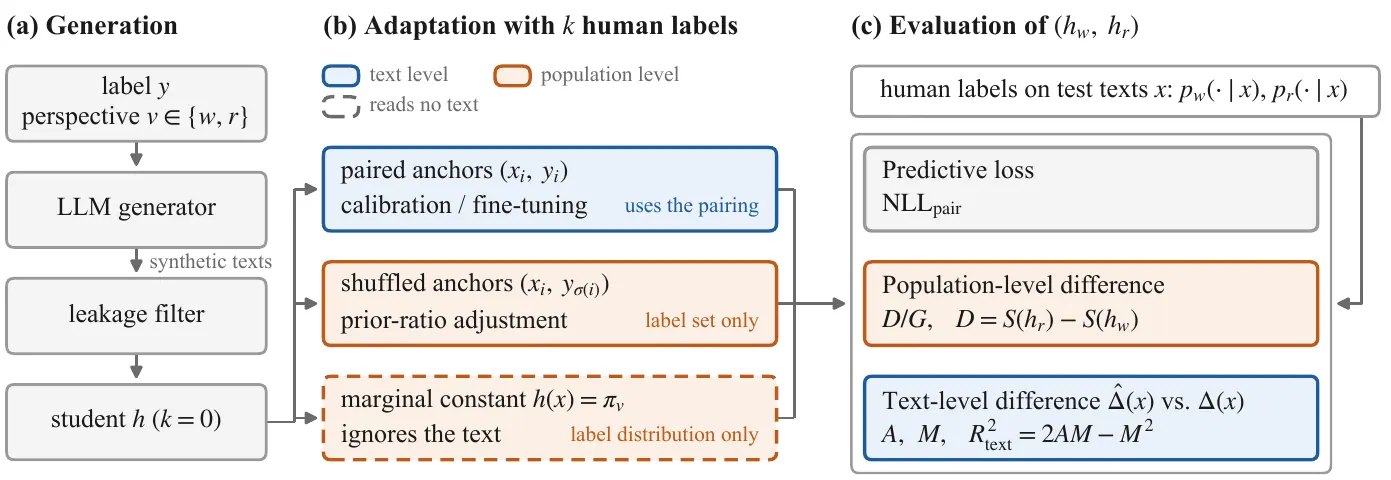 (a) Generation
label y
perspective v ∈ {w, r}
LLM generator
synthetic texts
leakage filter
student h (k = 0)
(b) Adaptation with k human labels
text level
population level
reads no text
paired anchors (xᵢ, yᵢ)
calibration / fine-tuning
uses the pairing
shuffled anchors (xᵢ, y_σ(i))
prior-ratio adjustment
label set only
marginal constant h(x) = πᵥ
ignores the text
label distribution only
(c) Evaluation of (h_w, h_r)
human labels on test texts x: p_w(· | x), p_r(· | x)
Predictive loss
NLL_pair
Population-level difference
D/G, D = S(h_r) − S(h_w)
Text-level difference Δ̂(x) vs. Δ(x)
A, M, R²_text = 2AM − M²